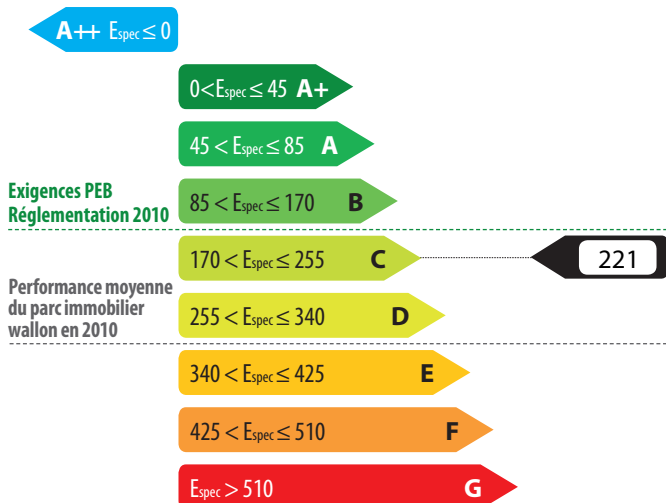 A++ Espec ≤ 0
0<Espec ≤ 45 A+
45 < Espec ≤ 85 A
Exigences PEB
Réglementation 2010
85 < Espec ≤ 170 B
170 < Espec ≤ 255 C
221
Performance moyenne
du parc immobilier
wallon en 2010
255 < Espec ≤ 340 D
340 < Espec ≤ 425 E
425 < Espec ≤ 510 F
Espec > 510 G